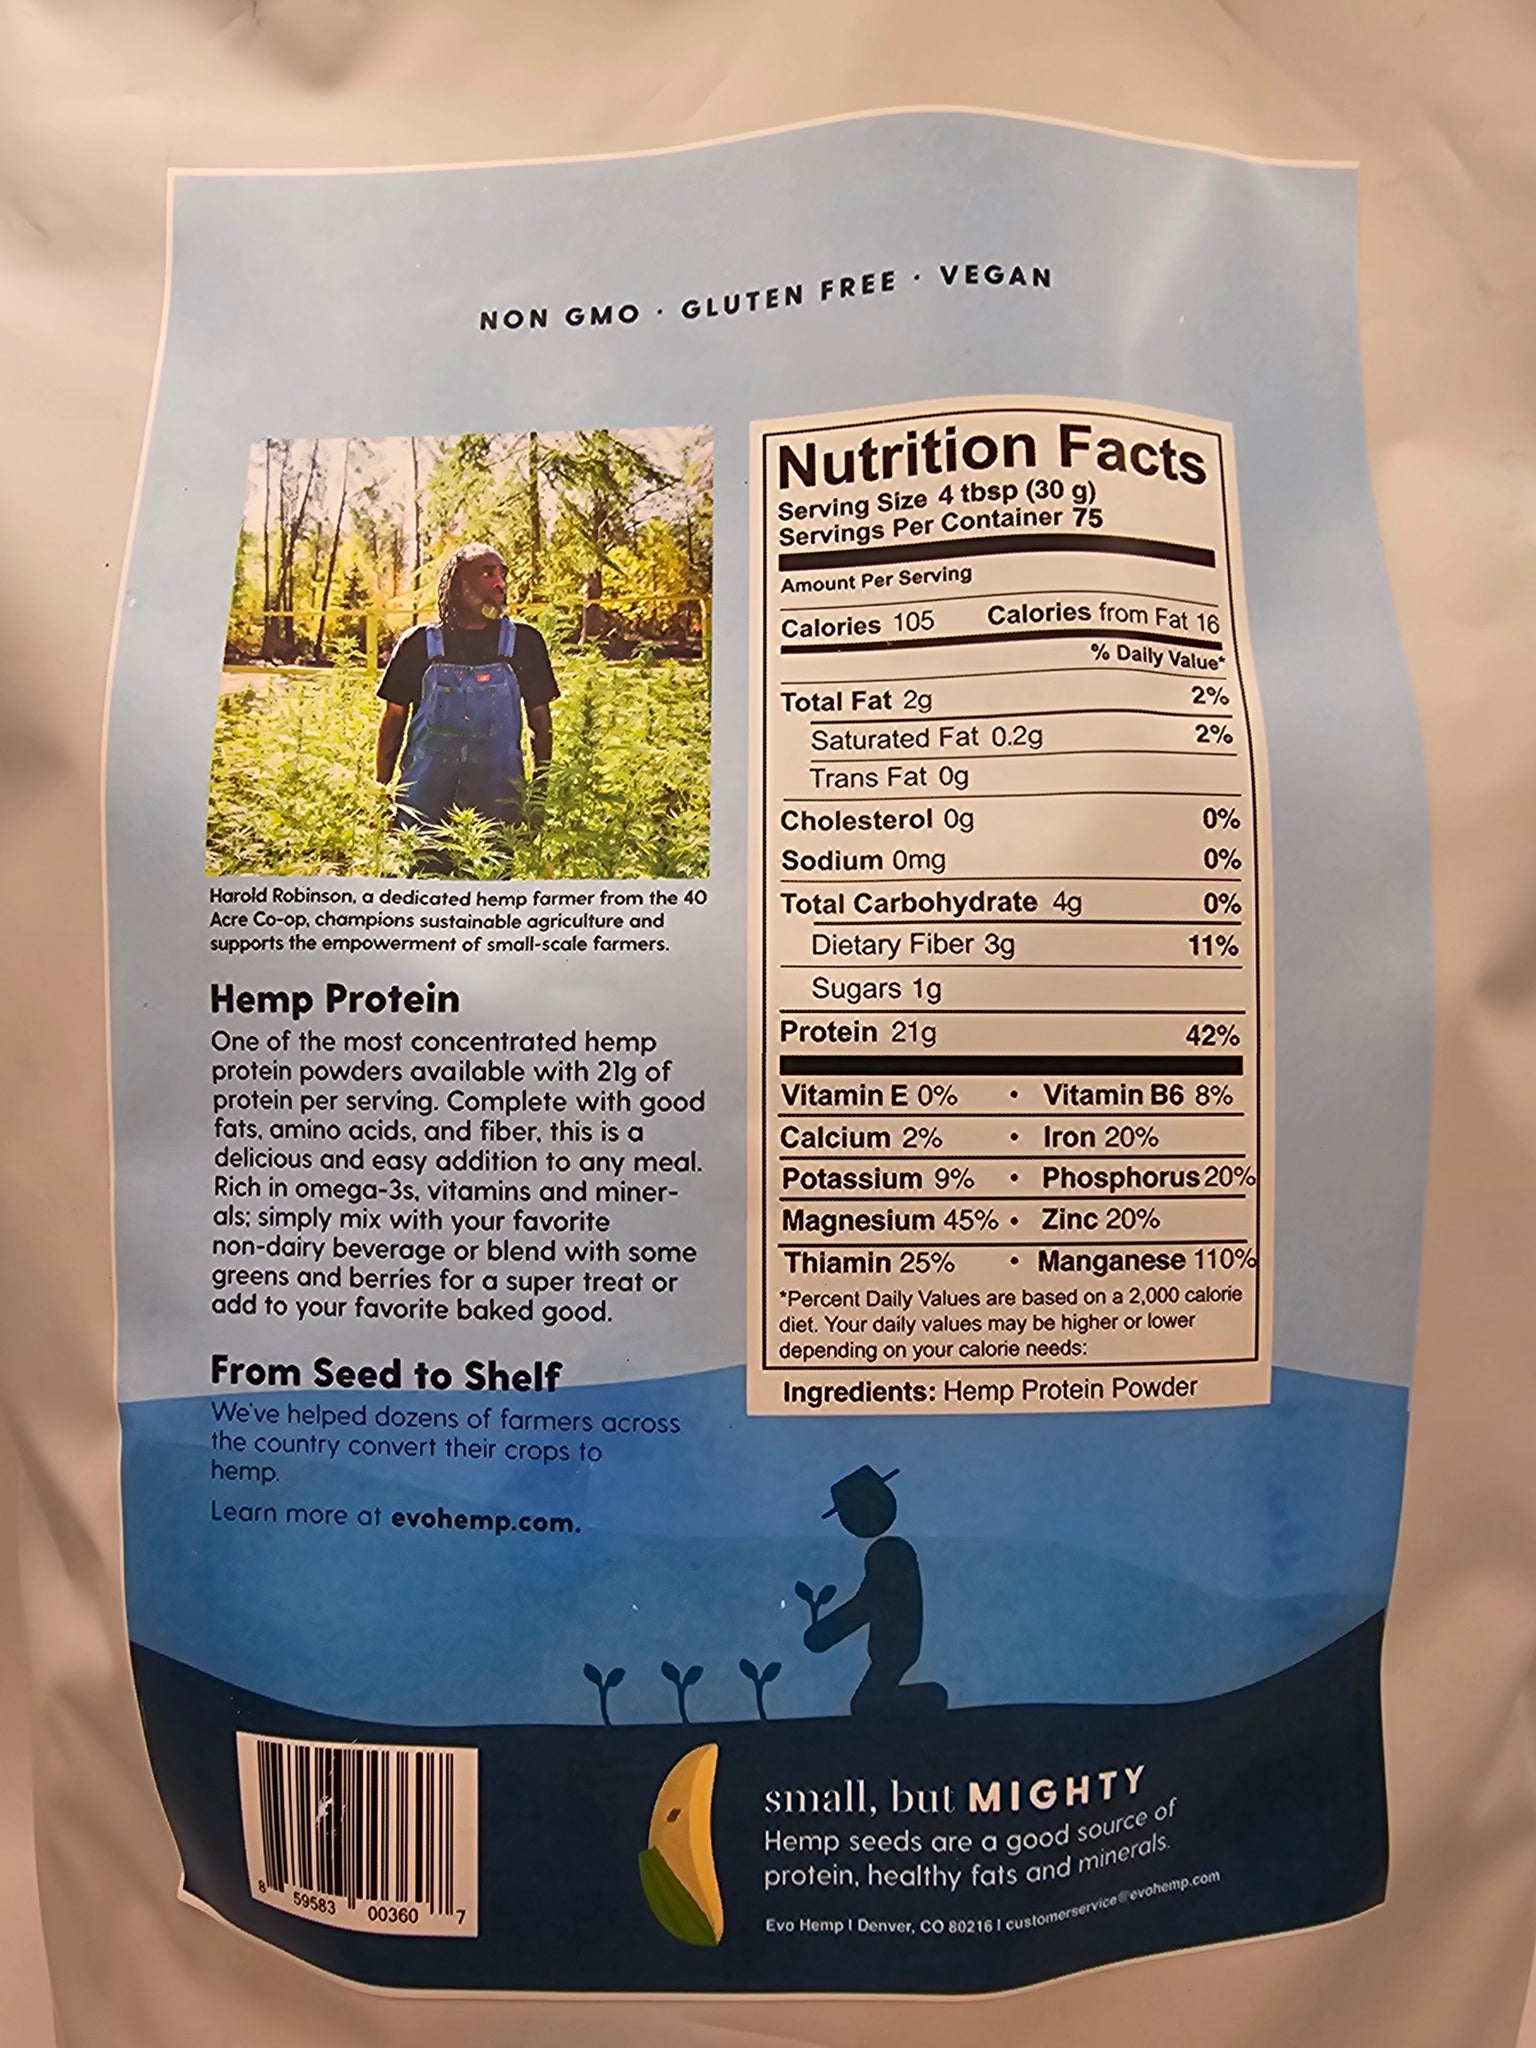 NON GMO · GLUTEN FREE · VEGAN
Harold Robinson, a dedicated hemp farmer from the 40
Acre Co-op, champions sustainable agriculture and
supports the empowerment of small-scale farmers.
Hemp Protein
One of the most concentrated hemp
protein powders available with 21g of
protein per serving. Complete with good
fats, amino acids, and fiber, this is a
delicious and easy addition to any meal.
Rich in omega-3s, vitamins and miner-
als; simply mix with your favorite
non-dairy beverage or blend with some
greens and berries for a super treat or
add to your favorite baked good.
From Seed to Shelf
We've helped dozens of farmers across
the country convert their crops to
hemp.
Learn more at evohemp.com.
Nutrition Facts
Serving Size 4 tbsp (30 g)
Servings Per Container 75
Amount Per Serving
Calories 105 Calories from Fat 16
% Daily Value*
Total Fat 2g 2%
Saturated Fat 0.2g 2%
Trans Fat 0g
Cholesterol 0g 0%
Sodium 0mg 0%
Total Carbohydrate 4g 0%
Dietary Fiber 3g 11%
Sugars 1g
Protein 21g 42%
Vitamin E 0% • Vitamin B6 8%
Calcium 2% • Iron 20%
Potassium 9% • Phosphorus 20%
Magnesium 45% • Zinc 20%
Thiamin 25% • Manganese 110%
*Percent Daily Values are based on a 2,000 calorie
diet. Your daily values may be higher or lower
depending on your calorie needs:
Ingredients: Hemp Protein Powder
8 59583 00360 7
small, but MIGHTY
Hemp seeds are a good source of
protein, healthy fats and minerals.
Evo Hemp | Denver, CO 80216 | customerservice@evohemp.com